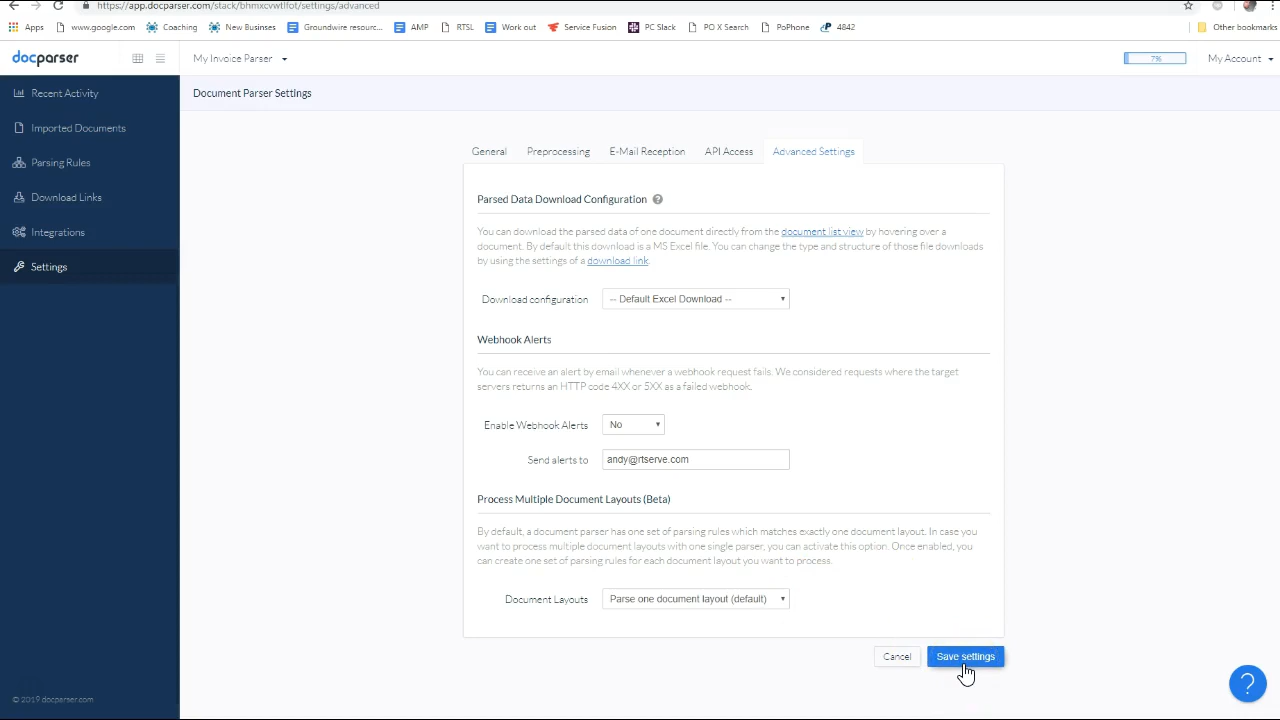 https://app.docparser.com/stack/bhmxcvwtlfot/settings/advanced
Apps www.google.com Coaching New Businses Groundwire resourc... AMP RTSL Work out Service Fusion PC Slack PO X Search PoPhone 4842 Other bookmarks
docparser My Invoice Parser 7% My Account
Recent Activity
Imported Documents
Parsing Rules
Download Links
Integrations
Settings
© 2019 docparser.com
Document Parser Settings
General Preprocessing E-Mail Reception API Access Advanced Settings
Parsed Data Download Configuration ?
You can download the parsed data of one document directly from the document list view by hovering over a
document. By default this download is a MS Excel file. You can change the type and structure of those file downloads
by using the settings of a download link.
Download configuration -- Default Excel Download --
Webhook Alerts
You can receive an alert by email whenever a webhook request fails. We considered requests where the target
servers returns an HTTP code 4XX or 5XX as a failed webhook.
Enable Webhook Alerts No
Send alerts to andy@rtserve.com
Process Multiple Document Layouts (Beta)
By default, a document parser has one set of parsing rules which matches exactly one document layout. In case you
want to process multiple document layouts with one single parser, you can activate this option. Once enabled, you
can create one set of parsing rules for each document layout you want to process.
Document Layouts Parse one document layout (default)
Cancel Save settings
?